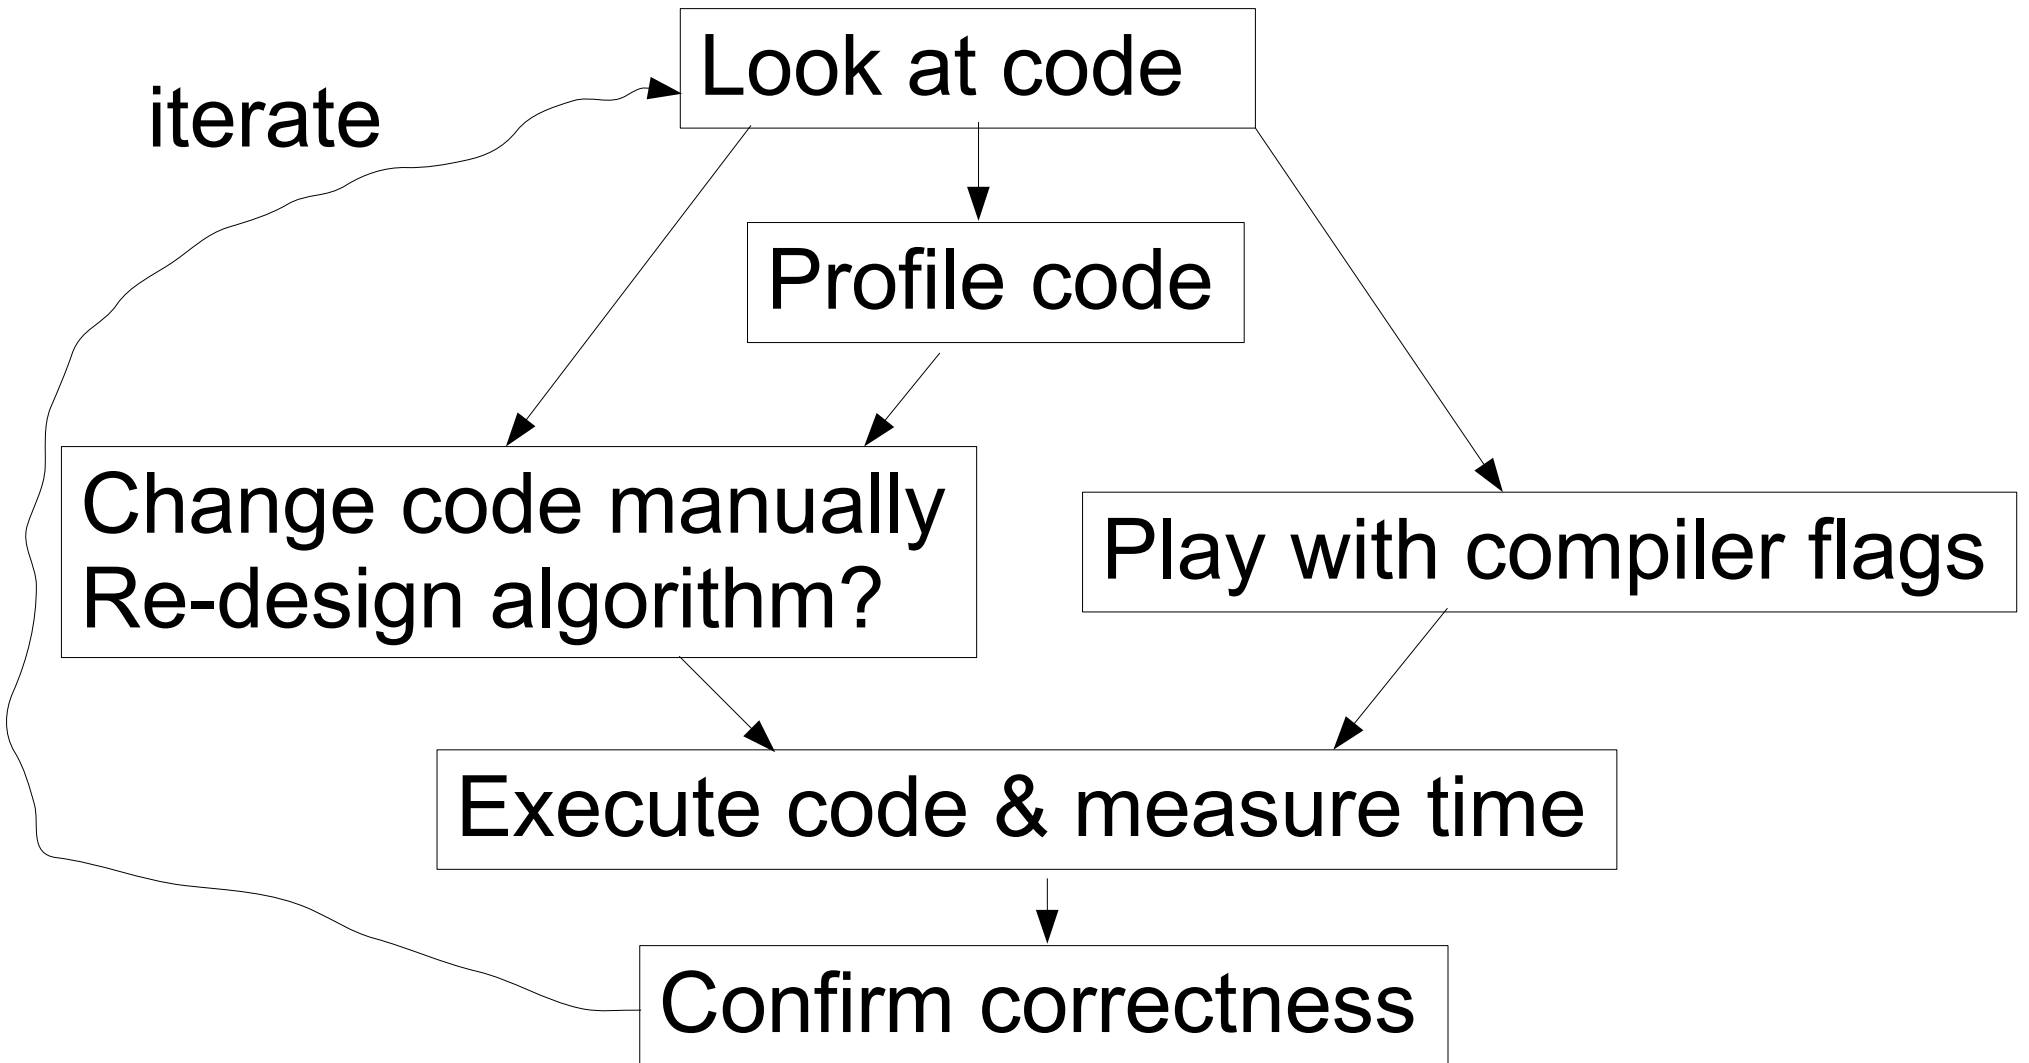 Look at code
iterate
Profile code
Change code manually
Re-design algorithm?
Play with compiler flags
Execute code & measure time
Confirm correctness